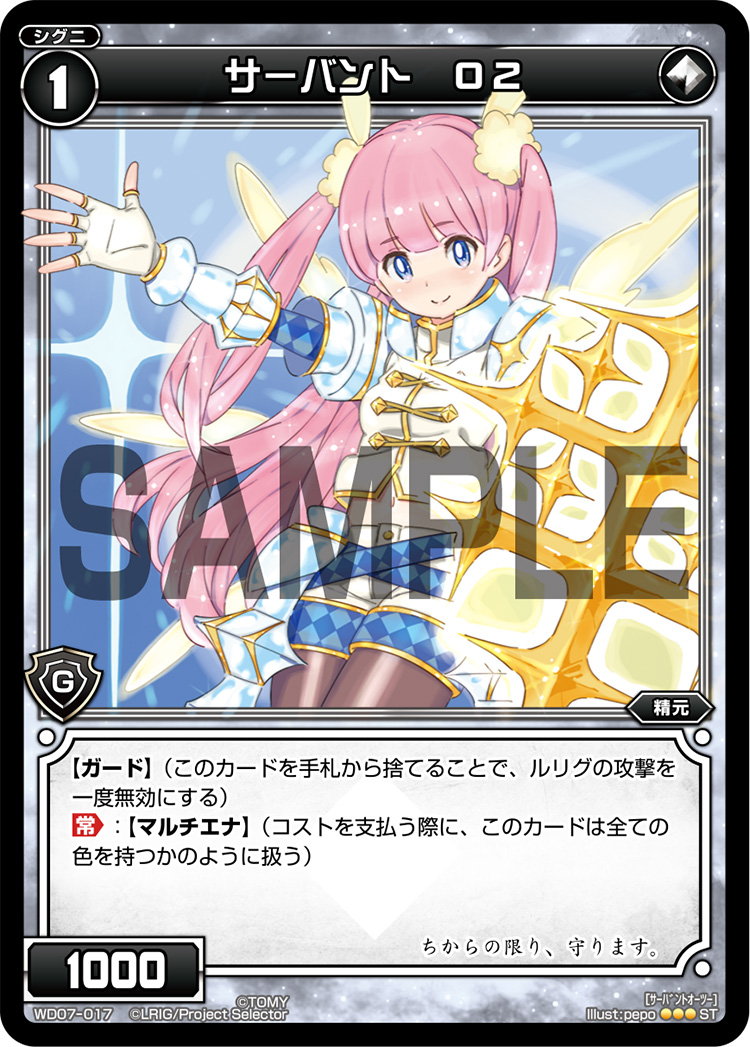 シグニ
1
サーバント O2
SAMPLE
G
精元
【ガード】(このカードを手札から捨てることで、ルリグの攻撃を
一度無効にする)
常:【マルチエナ】(コストを支払う際に、このカードは全ての
色を持つかのように扱う)
ちからの限り、守ります。
1000
[サーバントオーツー]
©TOMY
WD07-017 ©LRIG/Project Selector
Illust:pepo ST